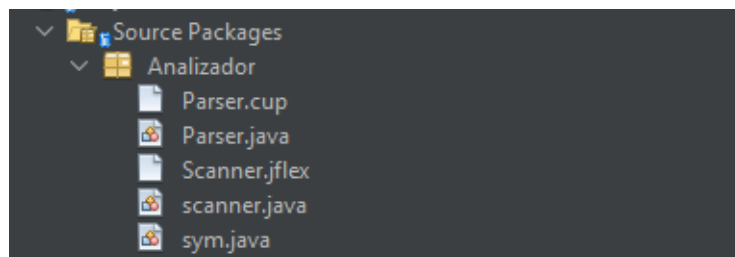 Source Packages
Analizador
Parser.cup
Parser.java
Scanner.jflex
scanner.java
sym.java